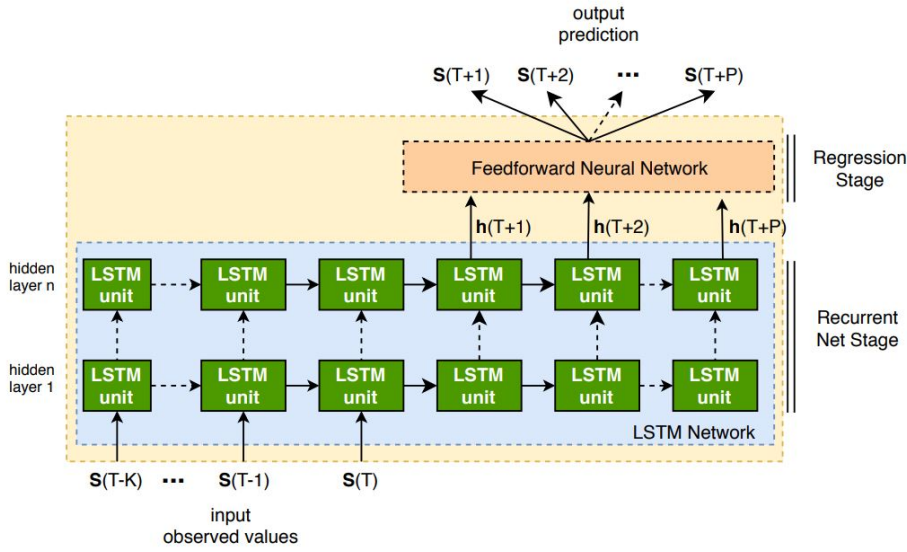 output
prediction
S(T+1) S(T+2) ... S(T+P)
Feedforward Neural Network
Regression
Stage
h(T+1) h(T+2) h(T+P)
hidden
layer n
LSTM LSTM LSTM LSTM LSTM LSTM
unit unit unit unit unit unit
Recurrent
Net Stage
hidden
layer 1
LSTM LSTM LSTM LSTM LSTM LSTM
unit unit unit unit unit unit
LSTM Network
S(T-K) ... S(T-1) S(T)
input
observed values